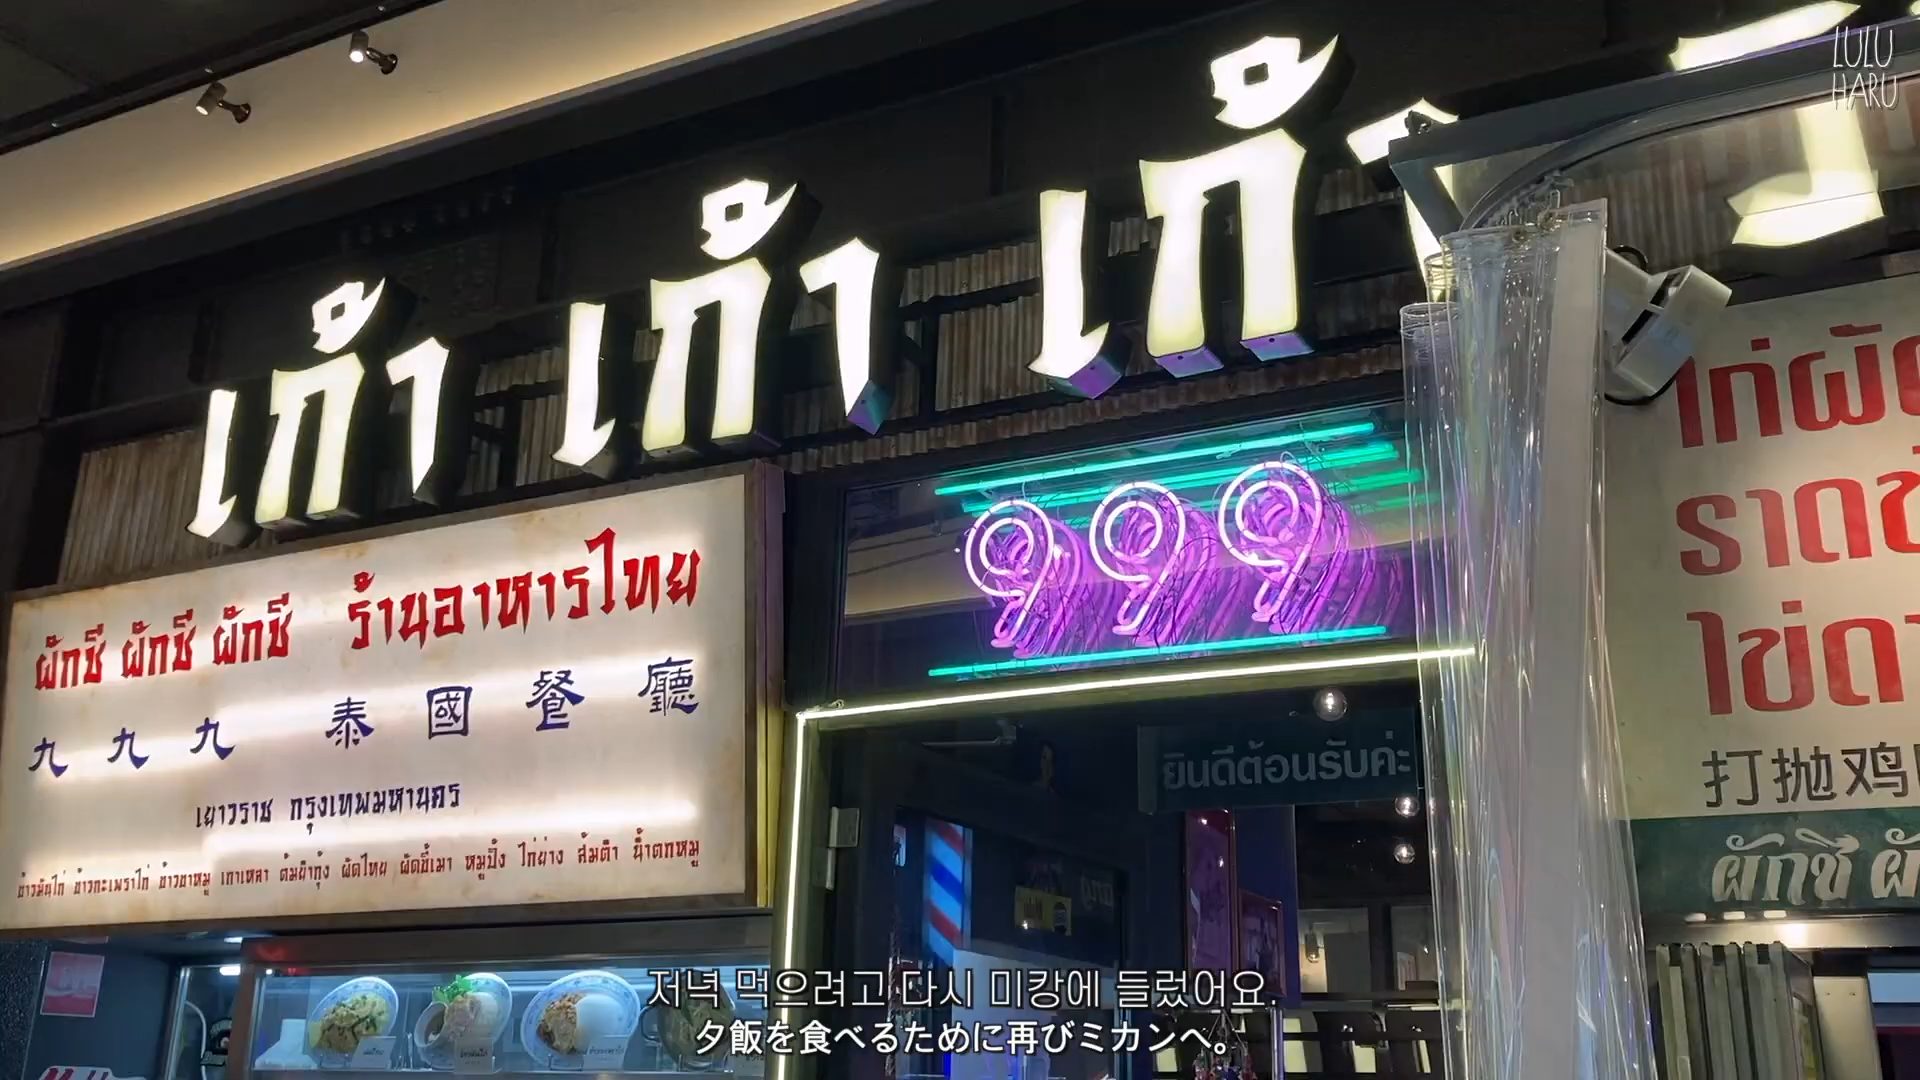 LULU
HARU
เก้า เก้า เก้า
ผักชี ผักชี ผักชี ร้านอาหารไทย
九 九 九 泰 國 餐 廳
เยาวราช กรุงเทพมหานคร
ข้าวมันไก่ ข้าวกะเพราไก่ ข้าวขาหมู เกาเหลา ต้มยำกุ้ง ผัดไทย ผัดขี้เมา หมูปิ้ง ไก่ย่าง ส้มตำ น้ำตกหมู
999
ยินดีต้อนรับค่ะ
ไก่ผัด
ราด
ไข่ดา
打抛鸡
ผักชี ผั
저녁 먹으려고 다시 미캉에 들렀어요.
夕飯を食べるために再びミカンへ。